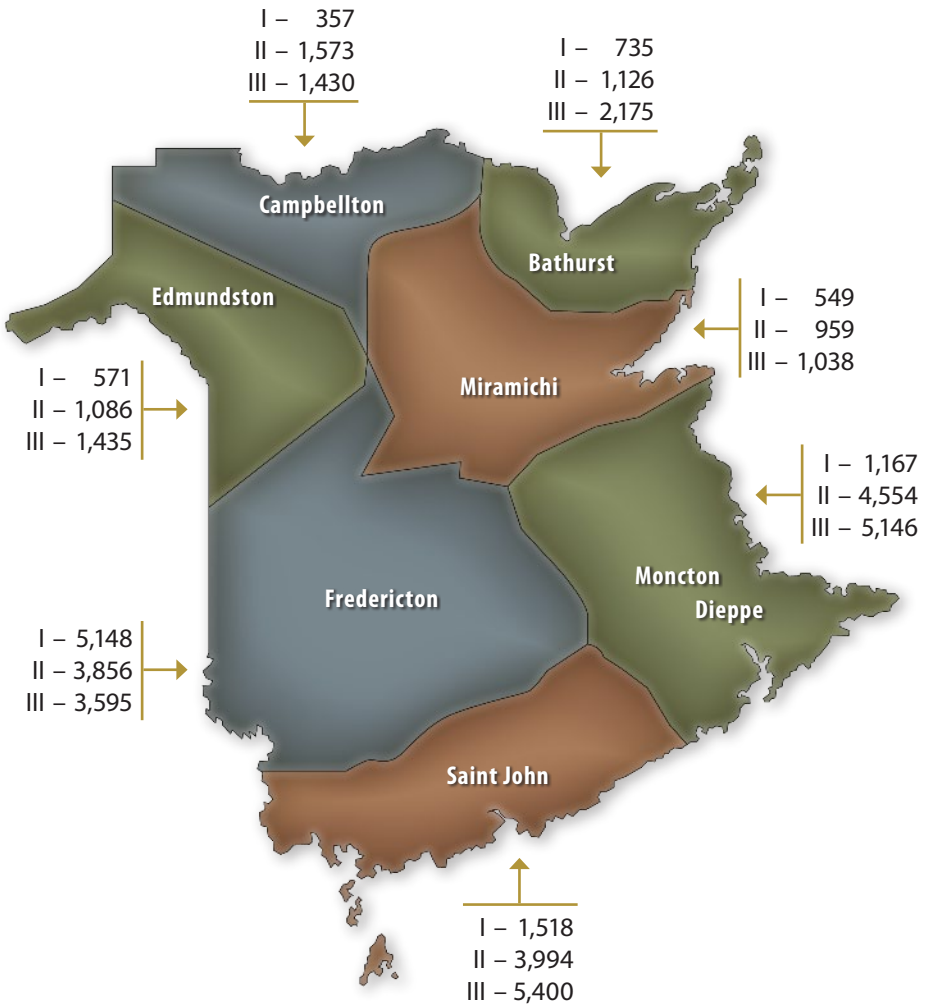 I – 357
II – 1,573
III – 1,430
I – 735
II – 1,126
III – 2,175
Campbellton
Bathurst
Edmundston
I – 549
II – 959
III – 1,038
Miramichi
I – 571
II – 1,086
III – 1,435
I – 1,167
II – 4,554
III – 5,146
Moncton
Dieppe
Fredericton
I – 5,148
II – 3,856
III – 3,595
Saint John
I – 1,518
II – 3,994
III – 5,400